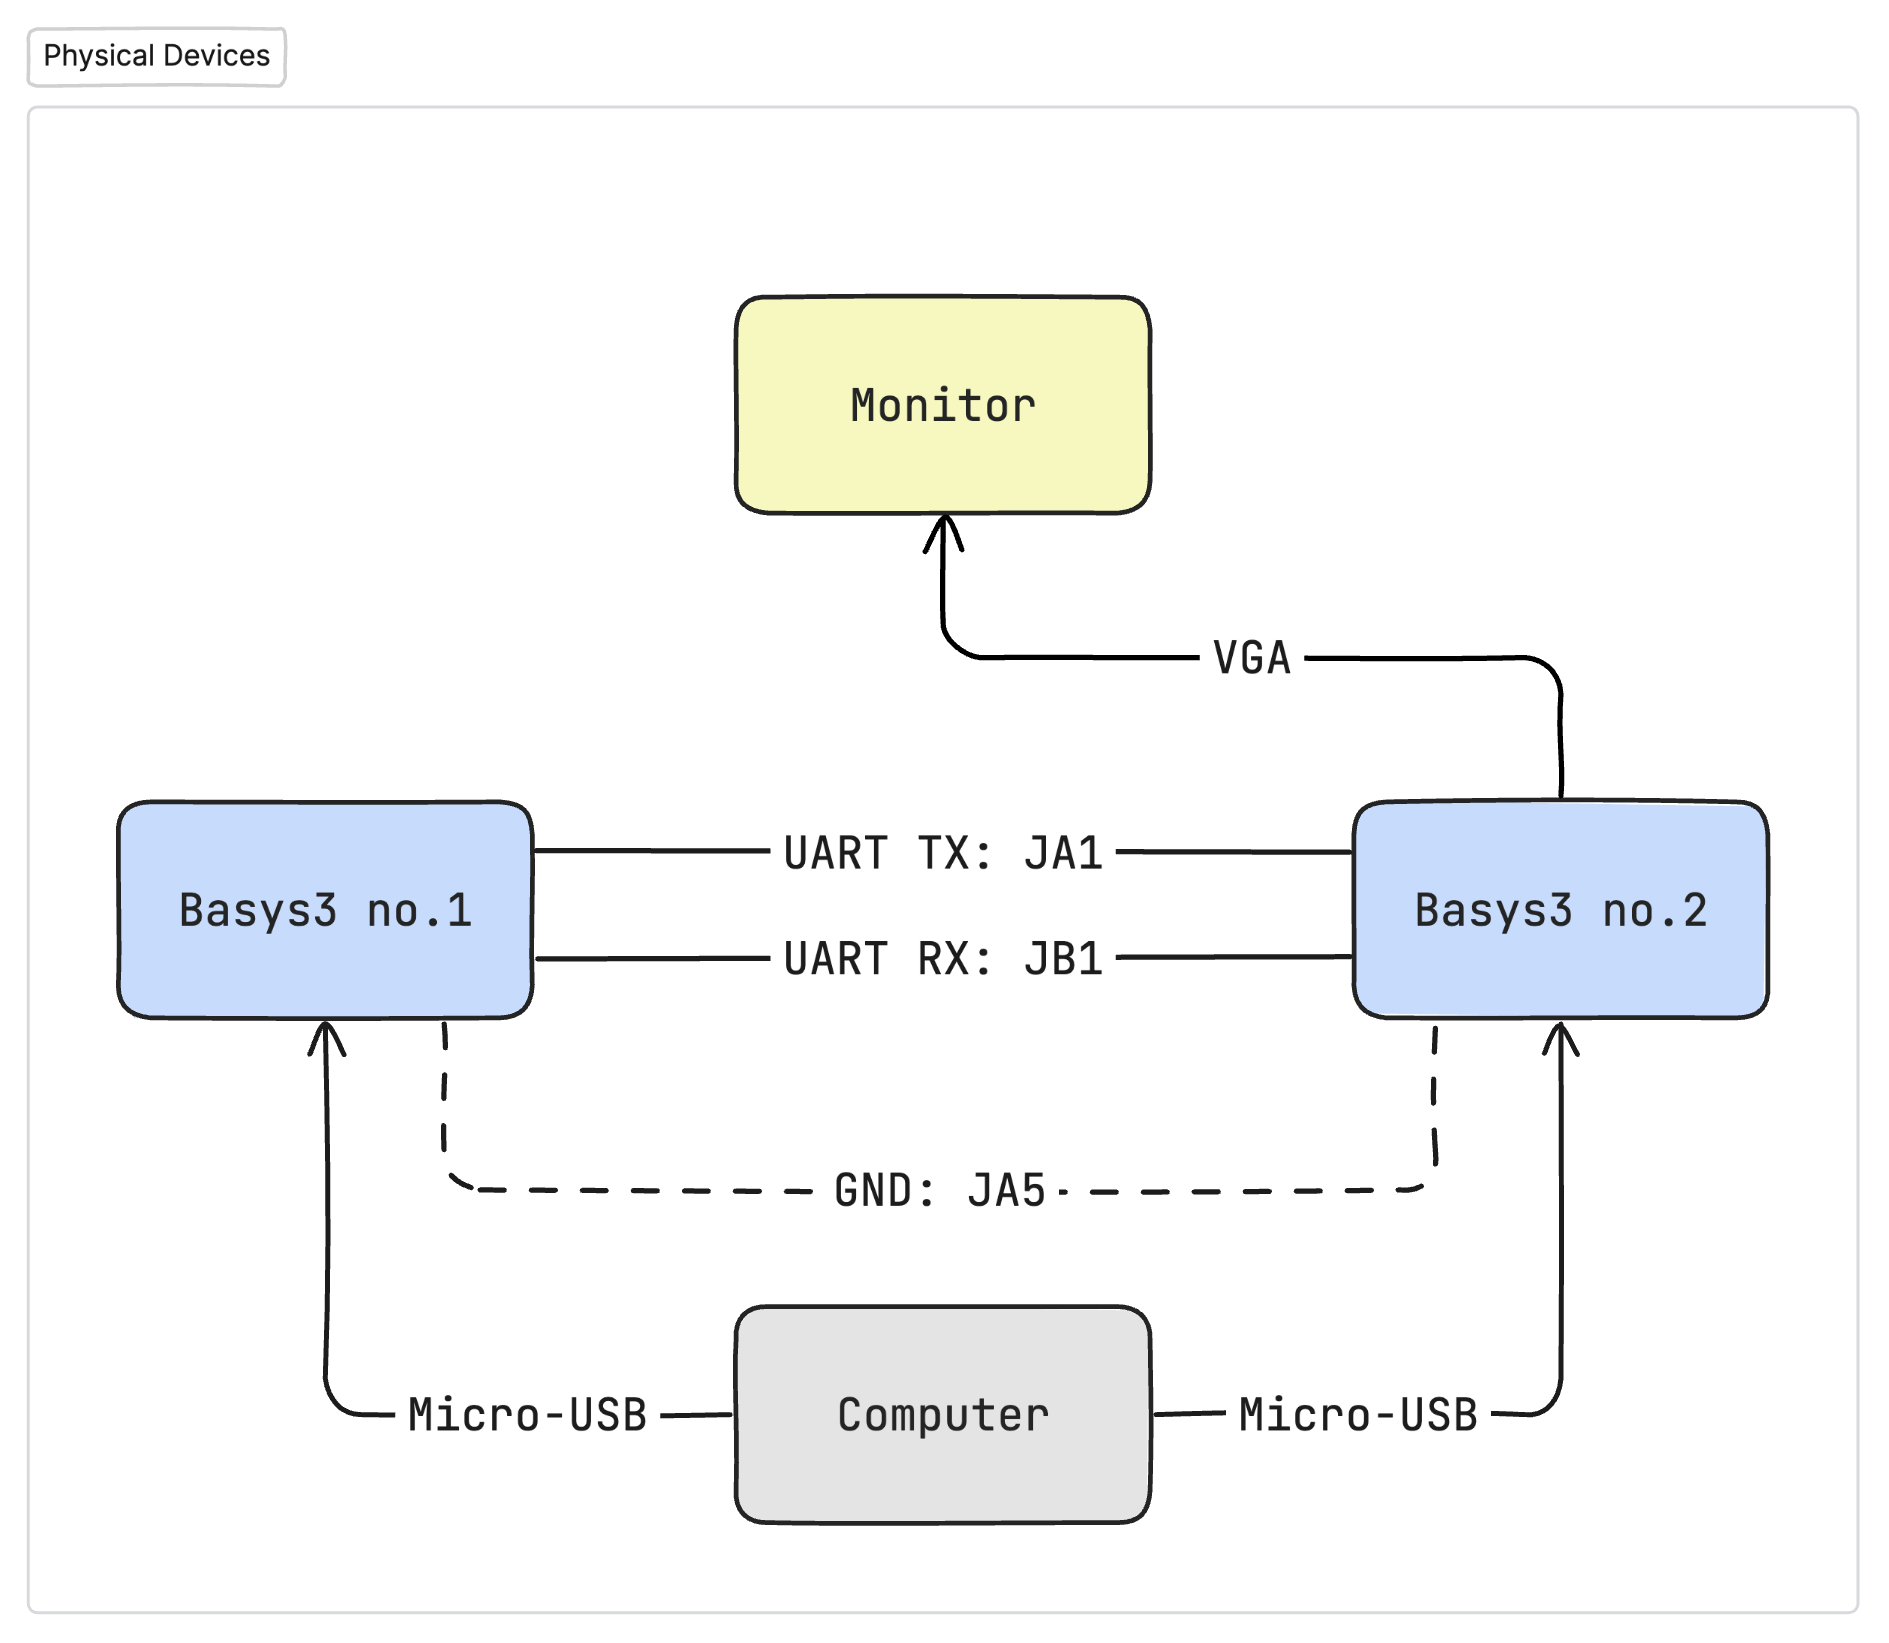 Physical Devices
Monitor
VGA
UART TX: JA1
Basys3 no.1
Basys3 no.2
UART RX: JB1
GND: JA5
Micro-USB
Computer
Micro-USB